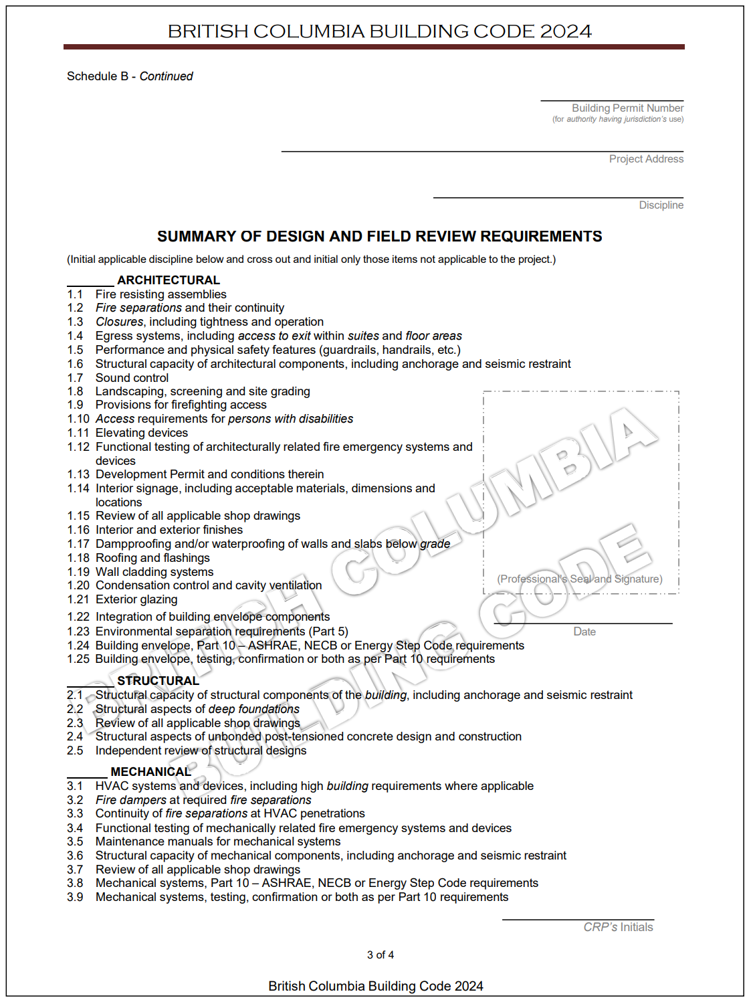 BRITISH COLUMBIA BUILDING CODE 2024
Schedule B - Continued
Building Permit Number
(for authority having jurisdiction's use)
Project Address
Discipline
SUMMARY OF DESIGN AND FIELD REVIEW REQUIREMENTS
(Initial applicable discipline below and cross out and initial only those items not applicable to the project.)
ARCHITECTURAL
1.1 Fire resisting assemblies
1.2 Fire separations and their continuity
1.3 Closures, including tightness and operation
1.4 Egress systems, including access to exit within suites and floor areas
1.5 Performance and physical safety features (guardrails, handrails, etc.)
1.6 Structural capacity of architectural components, including anchorage and seismic restraint
1.7 Sound control
1.8 Landscaping, screening and site grading
1.9 Provisions for firefighting access
1.10 Access requirements for persons with disabilities
1.11 Elevating devices
1.12 Functional testing of architecturally related fire emergency systems and
devices
1.13 Development Permit and conditions therein
1.14 Interior signage, including acceptable materials, dimensions and
locations
1.15 Review of all applicable shop drawings
1.16 Interior and exterior finishes
1.17 Dampproofing and/or waterproofing of walls and slabs below grade
1.18 Roofing and flashings
1.19 Wall cladding systems
1.20 Condensation control and cavity ventilation
1.21 Exterior glazing
1.22 Integration of building envelope components
1.23 Environmental separation requirements (Part 5)
1.24 Building envelope, Part 10 – ASHRAE, NECB or Energy Step Code requirements
1.25 Building envelope, testing, confirmation or both as per Part 10 requirements
(Professional's Seal and Signature)
Date
STRUCTURAL
2.1 Structural capacity of structural components of the building, including anchorage and seismic restraint
2.2 Structural aspects of deep foundations
2.3 Review of all applicable shop drawings
2.4 Structural aspects of unbonded post-tensioned concrete design and construction
2.5 Independent review of structural designs
MECHANICAL
3.1 HVAC systems and devices, including high building requirements where applicable
3.2 Fire dampers at required fire separations
3.3 Continuity of fire separations at HVAC penetrations
3.4 Functional testing of mechanically related fire emergency systems and devices
3.5 Maintenance manuals for mechanical systems
3.6 Structural capacity of mechanical components, including anchorage and seismic restraint
3.7 Review of all applicable shop drawings
3.8 Mechanical systems, Part 10 – ASHRAE, NECB or Energy Step Code requirements
3.9 Mechanical systems, testing, confirmation or both as per Part 10 requirements
CRP's Initials
3 of 4
British Columbia Building Code 2024
BRITISH COLUMBIA
BUILDING CODE